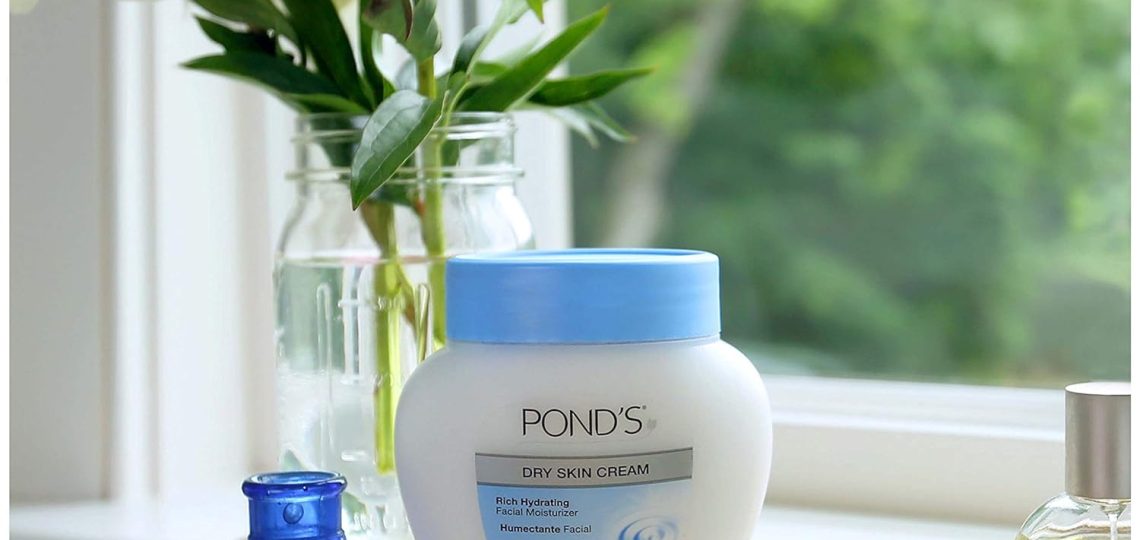 POND'S
DRY SKIN CREAM
Rich Hydrating
Facial Moisturizer
Humectante Facial